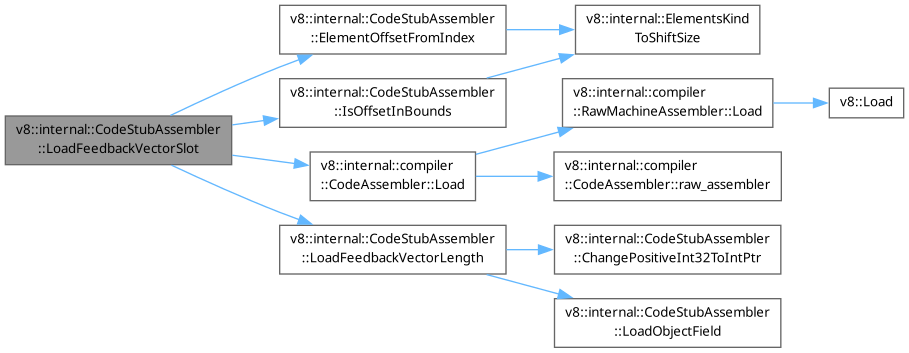 v8::internal::CodeStubAssembler
::LoadFeedbackVectorSlot
v8::internal::CodeStubAssembler
::ElementOffsetFromIndex
v8::internal::ElementsKind
ToShiftSize
v8::internal::CodeStubAssembler
::IsOffsetInBounds
v8::internal::compiler
::CodeAssembler::Load
v8::internal::compiler
::RawMachineAssembler::Load
v8::Load
v8::internal::compiler
::CodeAssembler::raw_assembler
v8::internal::CodeStubAssembler
::LoadFeedbackVectorLength
v8::internal::CodeStubAssembler
::ChangePositiveInt32ToIntPtr
v8::internal::CodeStubAssembler
::LoadObjectField